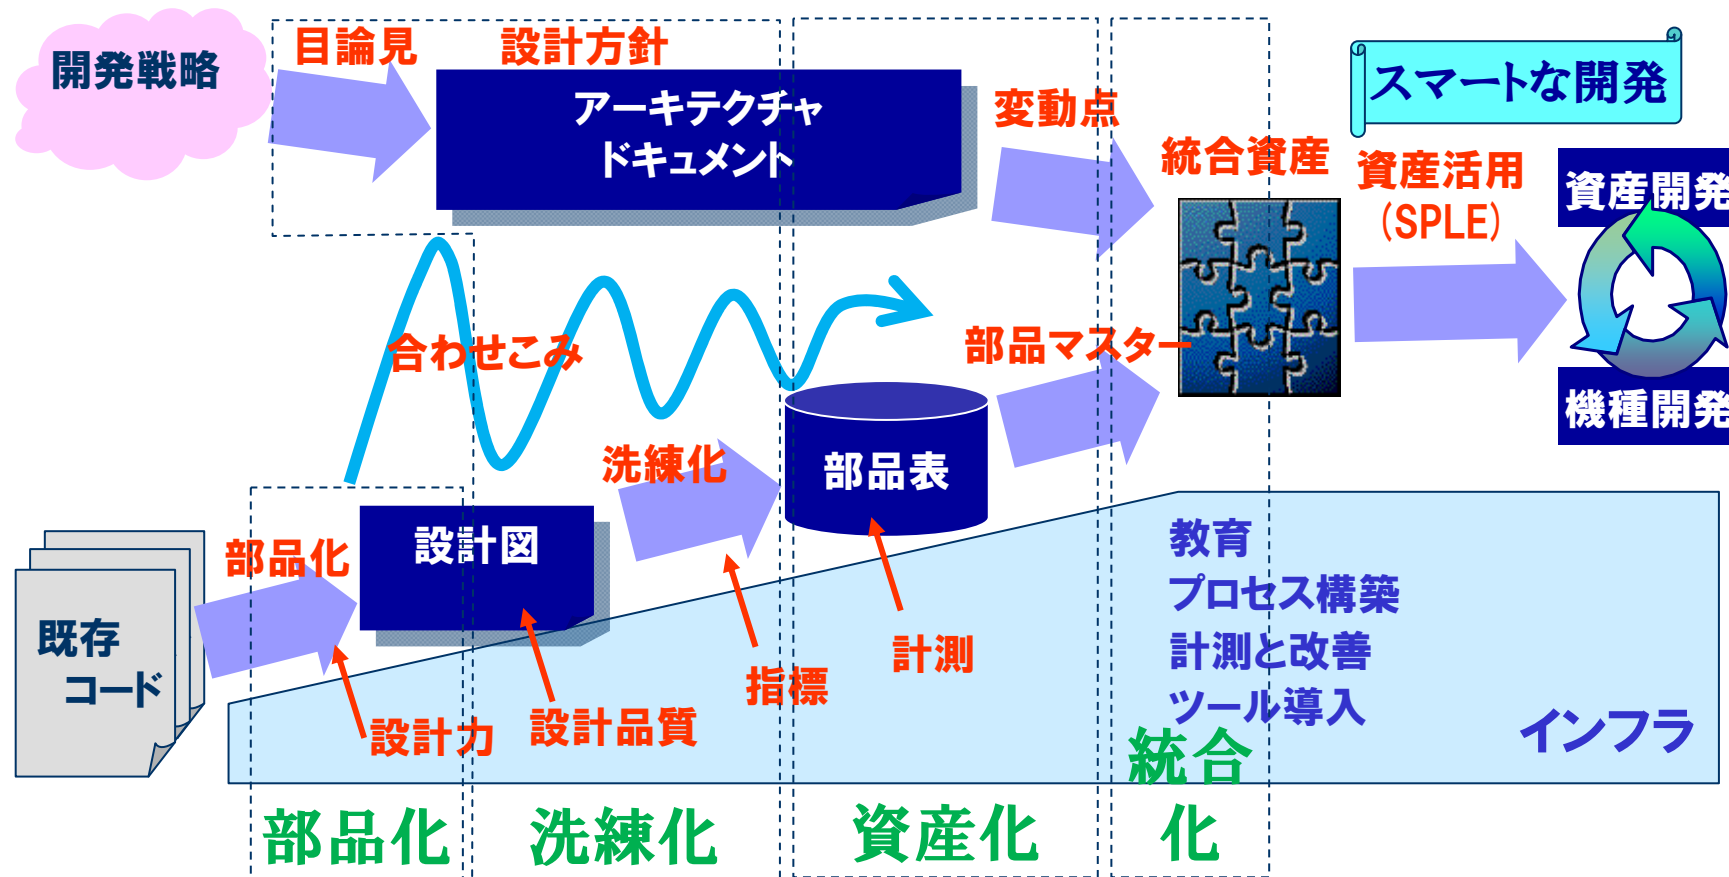 開発戦略
目論見
設計方針
スマートな開発
アーキテクチャ
ドキュメント
変動点
統合資産
資産活用
(SPLE)
資産開発
合わせこみ
部品マスター
機種開発
洗練化
部品表
部品化
設計図
既存
コード
教育
プロセス構築
計測と改善
ツール導入
計測
指標
設計力
設計品質
インフラ
部品化
洗練化
資産化
統合
化